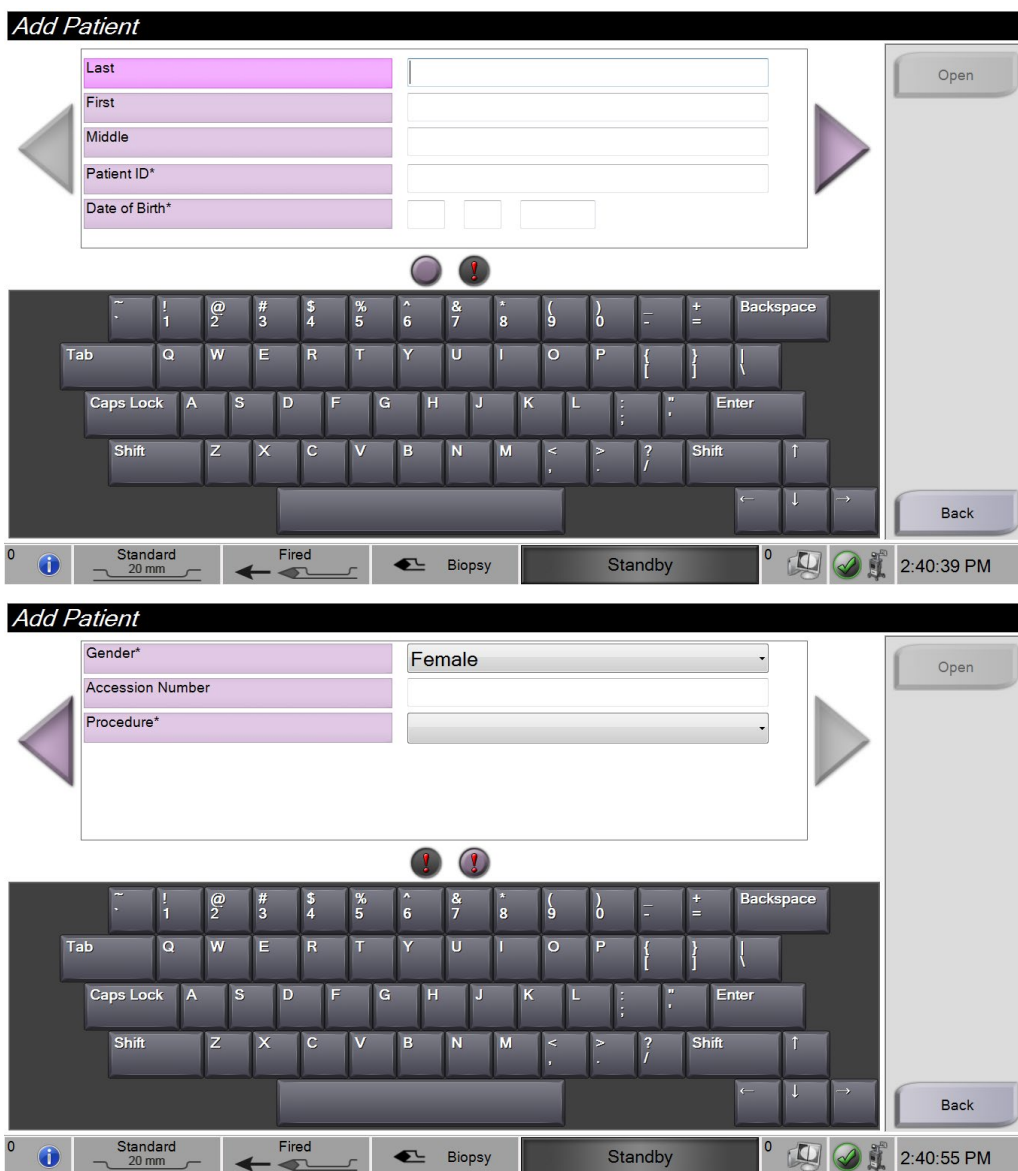 Add Patient
Last
First
Middle
Patient ID*
Date of Birth*
Open
~ ! @ # $ % ^ & * ( ) _ + Backspace
` 1 2 3 4 5 6 7 8 9 0 - =
Tab Q W E R T Y U I O P { } |
[ ] \
Caps Lock A S D F G H J K L : " Enter
; '
Shift Z X C V B N M < > ? Shift ↑
, . /
← ↓ →
Back
0 Standard Fired Biopsy Standby 0 2:40:39 PM
20 mm
Add Patient
Gender* Female
Accession Number
Procedure*
Open
~ ! @ # $ % ^ & * ( ) _ + Backspace
` 1 2 3 4 5 6 7 8 9 0 - =
Tab Q W E R T Y U I O P { } |
[ ] \
Caps Lock A S D F G H J K L : " Enter
; '
Shift Z X C V B N M < > ? Shift ↑
, . /
← ↓ →
Back
0 Standard Fired Biopsy Standby 0 2:40:55 PM
20 mm